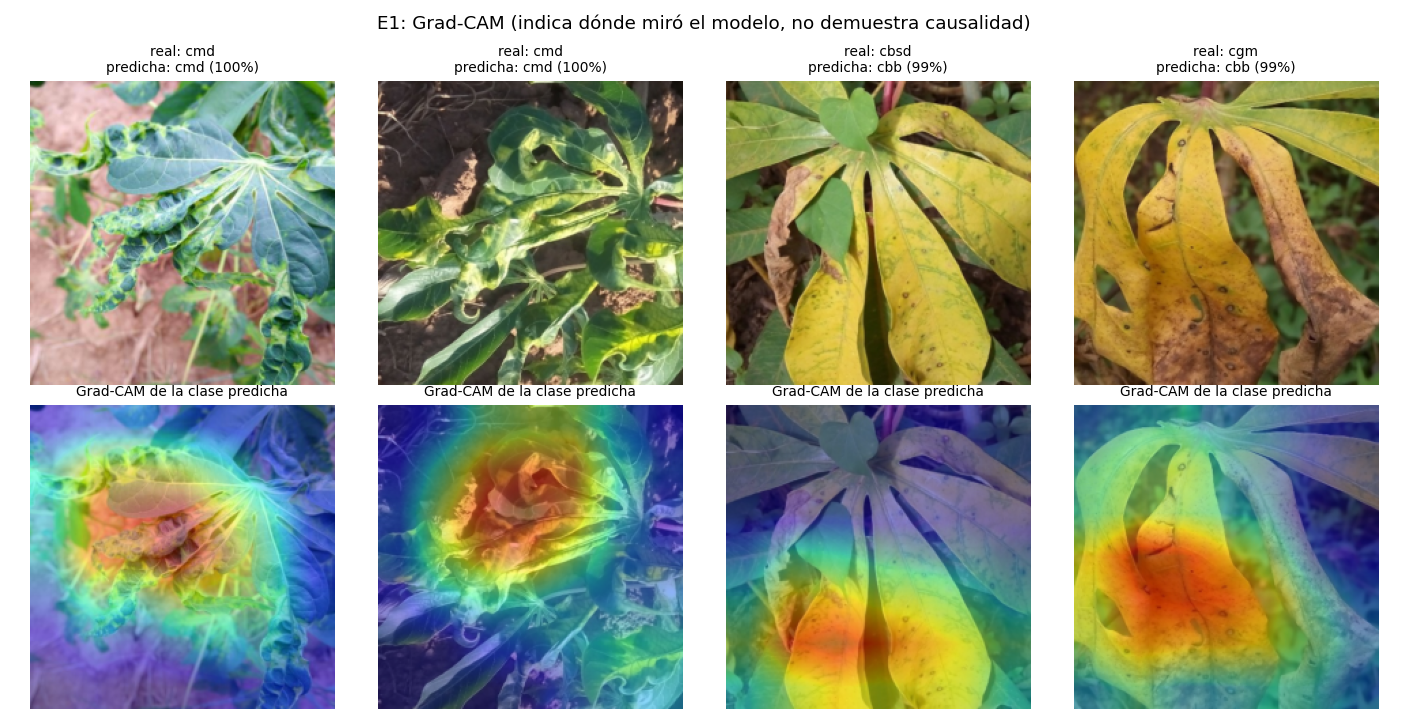 E1: Grad-CAM (indica dónde miró el modelo, no demuestra causalidad)
real: cmd
predicha: cmd (100%)
real: cmd
predicha: cmd (100%)
real: cbsd
predicha: cbb (99%)
real: cgm
predicha: cbb (99%)
Grad-CAM de la clase predicha
Grad-CAM de la clase predicha
Grad-CAM de la clase predicha
Grad-CAM de la clase predicha